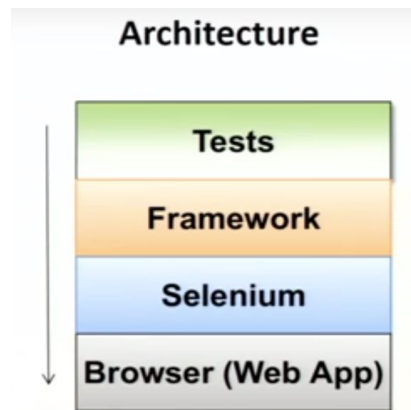 Architecture
Tests
Framework
Selenium
Browser (Web App)